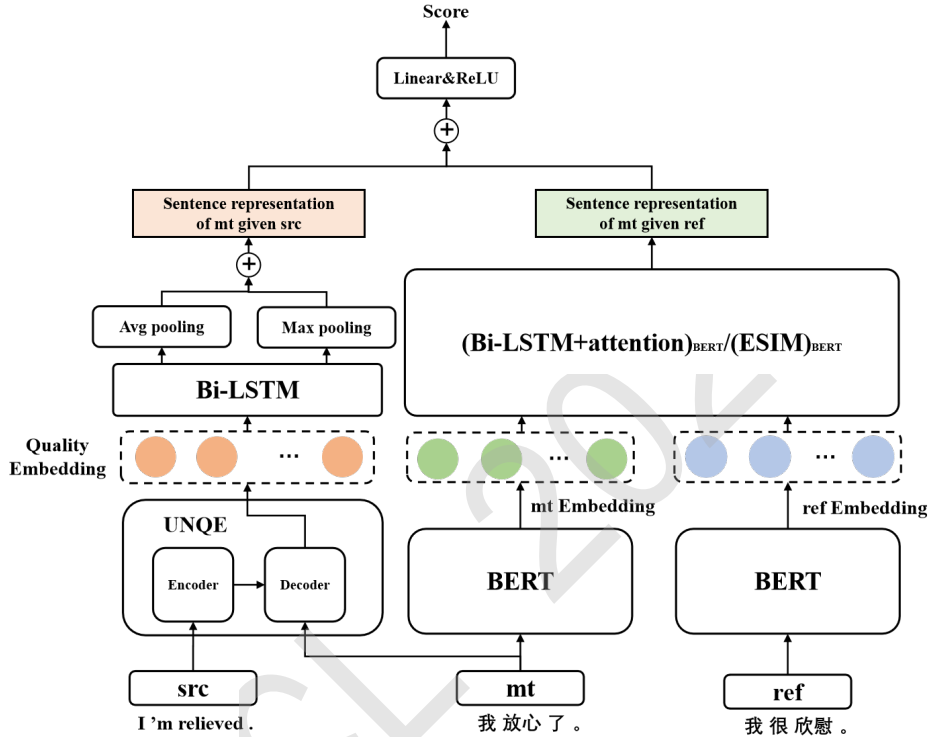 Score
Linear&ReLU
+
Sentence representation
of mt given src
Sentence representation
of mt given ref
+
Avg pooling
Max pooling
(Bi-LSTM+attention)BERT/(ESIM)BERT
Bi-LSTM
Quality
Embedding
...
...
...
mt Embedding
ref Embedding
UNQE
Encoder
Decoder
BERT
BERT
src
mt
ref
I 'm relieved .
我 放心 了 。
我 很 欣慰 。
CL 202